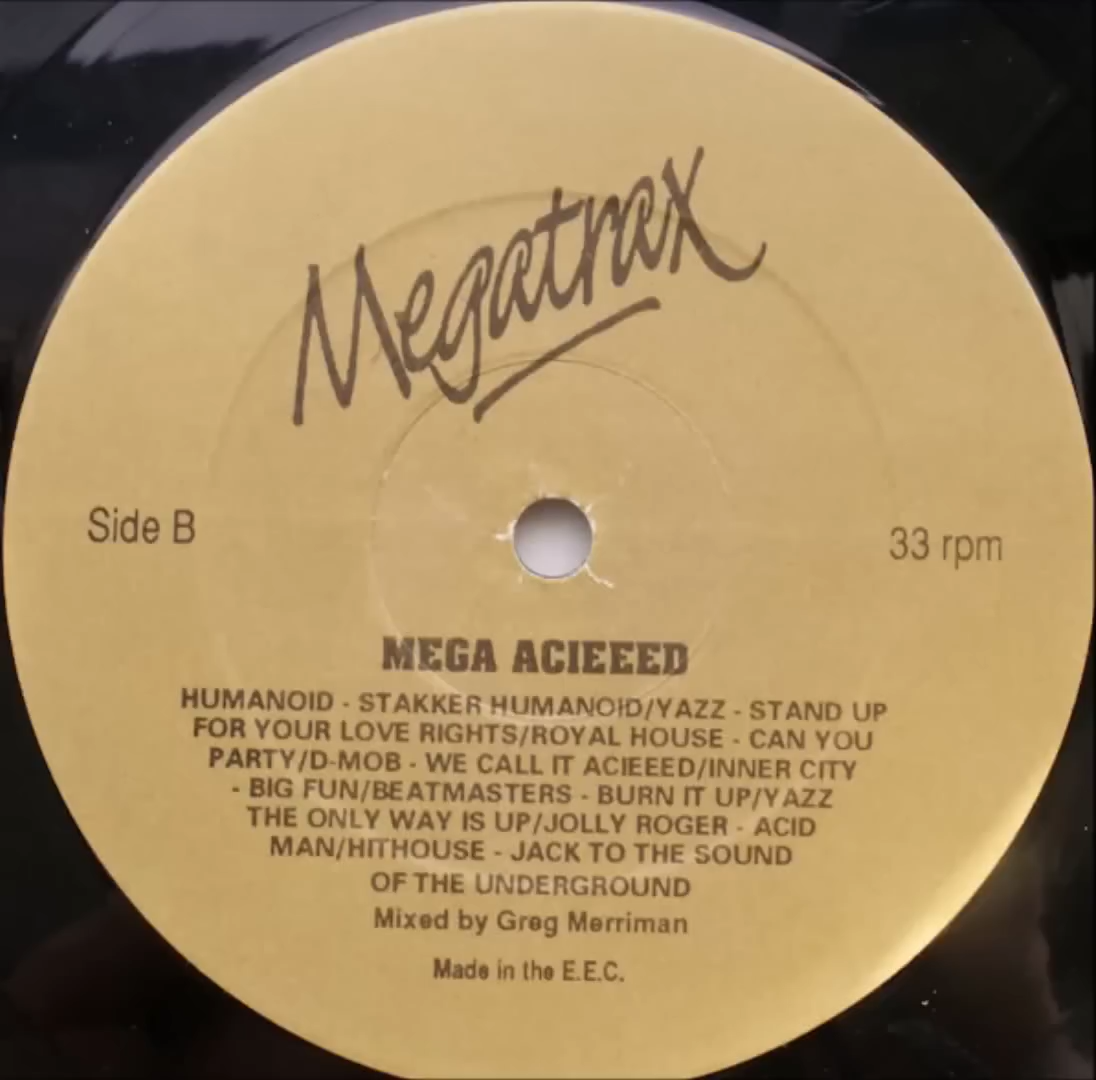 Megatrax
Side B
33 rpm
MEGA ACIEEED
HUMANOID - STAKKER HUMANOID/YAZZ - STAND UP
FOR YOUR LOVE RIGHTS/ROYAL HOUSE - CAN YOU
PARTY/D-MOB - WE CALL IT ACIEEED/INNER CITY
- BIG FUN/BEATMASTERS - BURN IT UP/YAZZ
THE ONLY WAY IS UP/JOLLY ROGER - ACID
MAN/HITHOUSE - JACK TO THE SOUND
OF THE UNDERGROUND
Mixed by Greg Merriman
Made in the E.E.C.